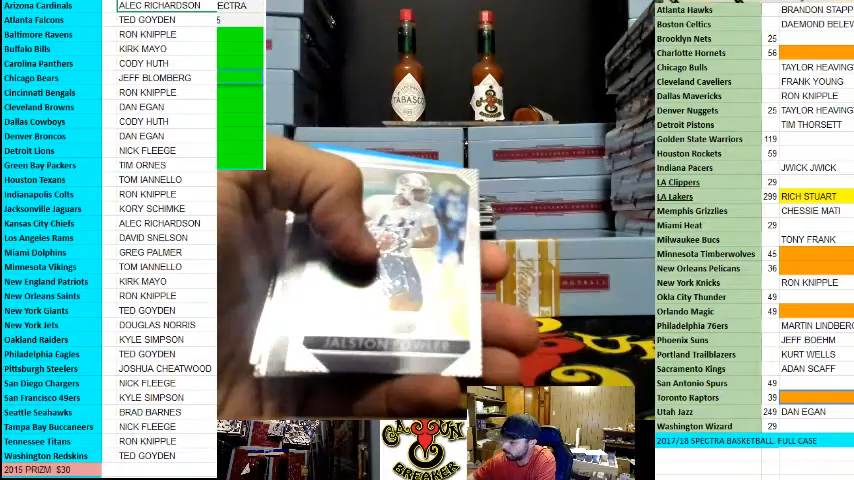 Arizona Cardinals ALEC RICHARDSON ECTRA
Atlanta Falcons TED GOYDEN
Baltimore Ravens RON KNIPPLE
Buffalo Bills KIRK MAYO
Carolina Panthers CODY HUTH
Chicago Bears JEFF BLOMBERG
Cincinnati Bengals RON KNIPPLE
Cleveland Browns DAN EGAN
Dallas Cowboys CODY HUTH
Denver Broncos DAN EGAN
Detroit Lions NICK FLEEGE
Green Bay Packers TIM ORNES
Houston Texans TOM IANNELLO
Indianapolis Colts RON KNIPPLE
Jacksonville Jaguars KORY SCHIMKE
Kansas City Chiefs ALEC RICHARDSON
Los Angeles Rams DAVID SNELSON
Miami Dolphins GREG PALMER
Minnesota Vikings TOM IANNELLO
New England Patriots KIRK MAYO
New Orleans Saints RON KNIPPLE
New York Giants TED GOYDEN
New York Jets DOUGLAS NORRIS
Oakland Raiders KYLE SIMPSON
Philadelphia Eagles TED GOYDEN
Pittsburgh Steelers JOSHUA CHEATWOOD
San Diego Chargers NICK FLEEGE
San Francisco 49ers KYLE SIMPSON
Seattle Seahawks BRAD BARNES
Tampa Bay Buccaneers NICK FLEEGE
Tennessee Titans RON KNIPPLE
Washington Redskins TED GOYDEN
2015 PRIZM $30
TABASCO
JALSTON FOWLER
CAJUN
BREAKER
Atlanta Hawks BRANDON STAPP
Boston Celtics DAEMOND BELEW
Brooklyn Nets 25
Charlotte Hornets 56
Chicago Bulls TAYLOR HEAVING
Cleveland Caveliers FRANK YOUNG
Dallas Mavericks RON KNIPPLE
Denver Nuggets 25 TAYLOR HEAVING
Detroit Pistons TIM THORSETT
Golden State Warriors 119
Houston Rockets 59
Indiana Pacers JWICK JWICK
LA Clippers 29
LA Lakers 299 RICH STUART
Memphis Grizzlies CHESSIE MATI
Miami Heat 29
Milwaukee Bucs TONY FRANK
Minnesota Timberwolves 45
New Orleans Pelicans 36
New York Knicks RON KNIPPLE
Okla City Thunder 49
Orlando Magic 49
Philadelphia 76ers MARTIN LINDBERG
Phoenix Suns JEFF BOEHM
Portland Trailblazers KURT WELLS
Sacramento Kings ADAN SCAFF
San Antonio Spurs 49
Toronto Raptors 39
Utah Jazz 249 DAN EGAN
Washington Wizard 29
2017/18 SPECTRA BASKETBALL FULL CASE